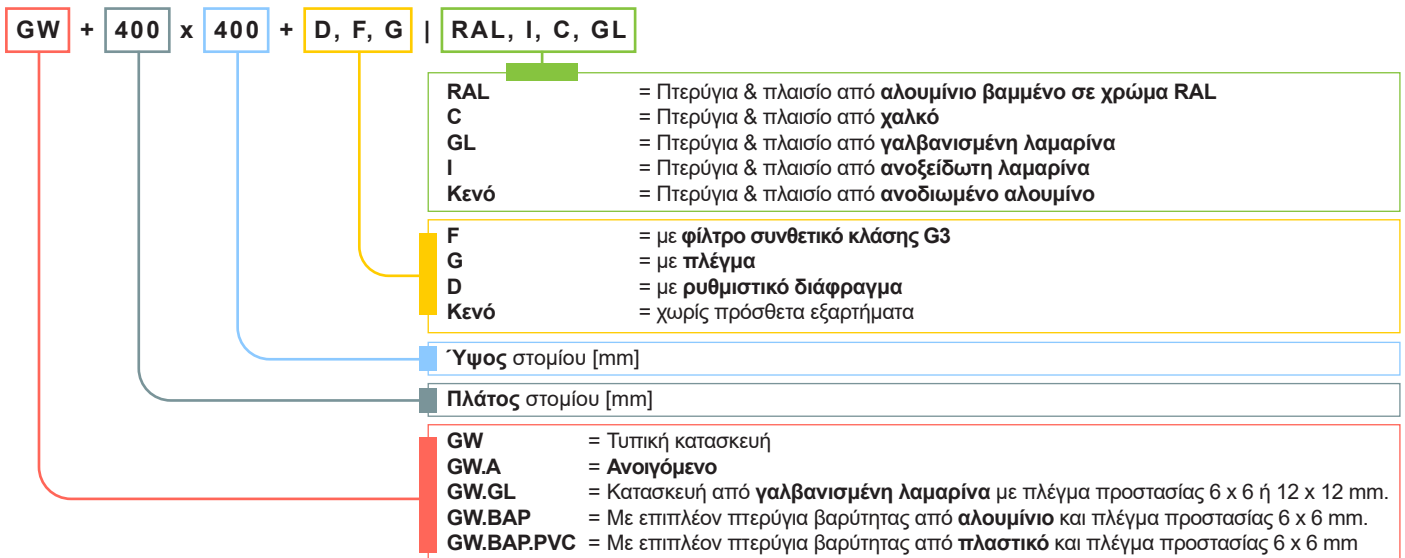 GW + 400 x 400 + D, F, G | RAL, I, C, GL
RAL = Πτερύγια & πλαισίο από αλουμίνιο βαμμένο σε χρώμα RAL
C = Πτερύγια & πλαισίο από χαλκό
GL = Πτερύγια & πλαισίο από γαλβανισμένη λαμαρίνα
I = Πτερύγια & πλαισίο από ανοξείδωτη λαμαρίνα
Κενό = Πτερύγια & πλαισίο από ανοδιωμένο αλουμίνο
F = με φίλτρο συνθετικό κλάσης G3
G = με πλέγμα
D = με ρυθμιστικό διάφραγμα
Κενό = χωρίς πρόσθετα εξαρτήματα
Ύψος στομίου [mm]
Πλάτος στομίου [mm]
GW = Τυπική κατασκευή
GW.A = Ανοιγόμενο
GW.GL = Κατασκευή από γαλβανισμένη λαμαρίνα με πλέγμα προστασίας 6 x 6 ή 12 x 12 mm.
GW.BAP = Με επιπλέον πτερύγια βαρύτητας από αλουμίνιο και πλέγμα προστασίας 6 x 6 mm.
GW.BAP.PVC = Με επιπλέον πτερύγια βαρύτητας από πλαστικό και πλέγμα προστασίας 6 x 6 mm